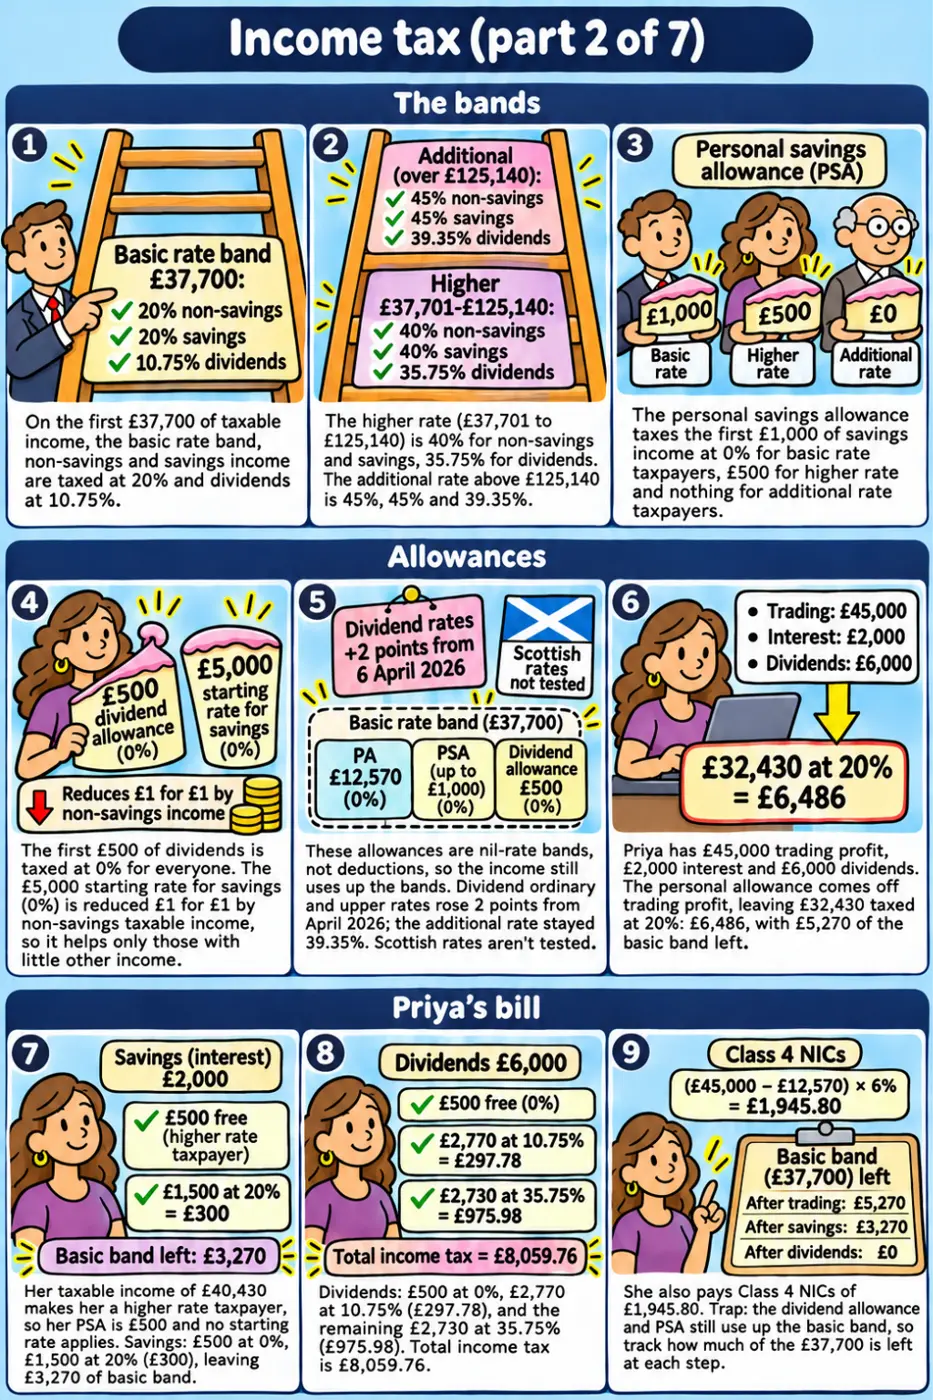 Income tax (part 2 of 7)
The bands
1
Basic rate band
£37,700:
20% non-savings
20% savings
10.75% dividends
On the first £37,700 of taxable
income, the basic rate band,
non-savings and savings income
are taxed at 20% and dividends
at 10.75%.
2
Additional
(over £125,140):
45% non-savings
45% savings
39.35% dividends
Higher
£37,701-£125,140:
40% non-savings
40% savings
35.75% dividends
The higher rate (£37,701 to
£125,140) is 40% for non-savings
and savings, 35.75% for dividends.
The additional rate above £125,140
is 45%, 45% and 39.35%.
3
Personal savings
allowance (PSA)
£1,000
£500
£0
Basic
rate
Higher
rate
Additional
rate
The personal savings allowance
taxes the first £1,000 of savings
income at 0% for basic rate
taxpayers, £500 for higher rate
and nothing for additional rate
taxpayers.
Allowances
4
£500
dividend
allowance
(0%)
£5,000
starting
rate for
savings
(0%)
Reduces £1 for £1 by
non-savings income
The first £500 of dividends is
taxed at 0% for everyone. The
£5,000 starting rate for savings
(0%) is reduced £1 for £1 by
non-savings taxable income,
so it helps only those with
little other income.
5
Dividend rates
+2 points from
6 April 2026
Scottish
rates
not tested
Basic rate band (£37,700)
PA
£12,570
(0%)
PSA
(up to
£1,000)
(0%)
Dividend
allowance
£500
(0%)
These allowances are nil-rate bands,
not deductions, so the income still
uses up the bands. Dividend ordinary
and upper rates rose 2 points from
April 2026; the additional rate stayed
39.35%. Scottish rates aren't tested.
6
• Trading: £45,000
• Interest: £2,000
• Dividends: £6,000
£32,430 at 20%
= £6,486
Priya has £45,000 trading profit,
£2,000 interest and £6,000 dividends.
The personal allowance comes off
trading profit, leaving £32,430 taxed
at 20%: £6,486, with £5,270 of the
basic band left.
Priya's bill
7
Savings (interest)
£2,000
£500 free
(higher rate
taxpayer)
£1,500 at 20%
= £300
Basic band left: £3,270
Her taxable income of £40,430
makes her a higher rate taxpayer,
so her PSA is £500 and no starting
rate applies. Savings: £500 at 0%,
£1,500 at 20% (£300), leaving
£3,270 of basic band.
8
Dividends £6,000
£500 free (0%)
£2,770 at 10.75%
= £297.78
£2,730 at 35.75%
= £975.98
Total income tax = £8,059.76
Dividends: £500 at 0%, £2,770
at 10.75% (£297.78), and the
remaining £2,730 at 35.75%
(£975.98). Total income tax
is £8,059.76.
9
Class 4 NICs
(£45,000 – £12,570) × 6%
= £1,945.80
Basic band
(£37,700) left
After trading: £5,270
After savings: £3,270
After dividends: £0
She also pays Class 4 NICs of
£1,945.80. Trap: the dividend allowance
and PSA still use up the basic band, so
track how much of the £37,700 is left
at each step.